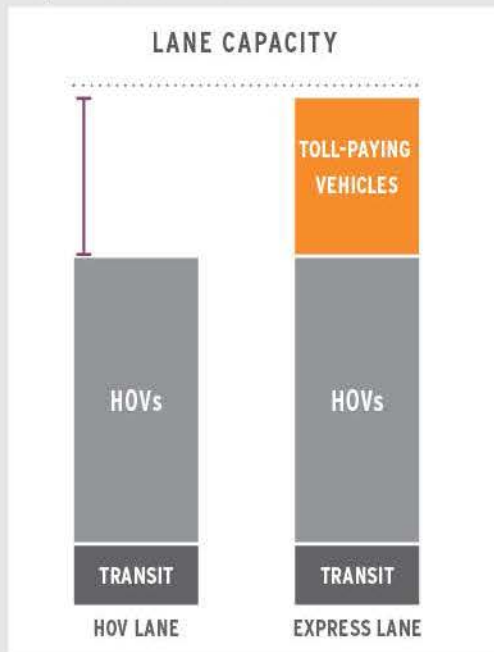 LANE CAPACITY
TOLL-PAYING
VEHICLES
HOVs
HOVs
TRANSIT
TRANSIT
HOV LANE
EXPRESS LANE